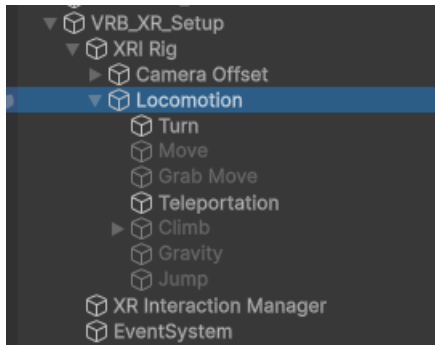 VRB_XR_Setup
XRI Rig
Camera Offset
Locomotion
Turn
Move
Grab Move
Teleportation
Climb
Gravity
Jump
XR Interaction Manager
EventSystem